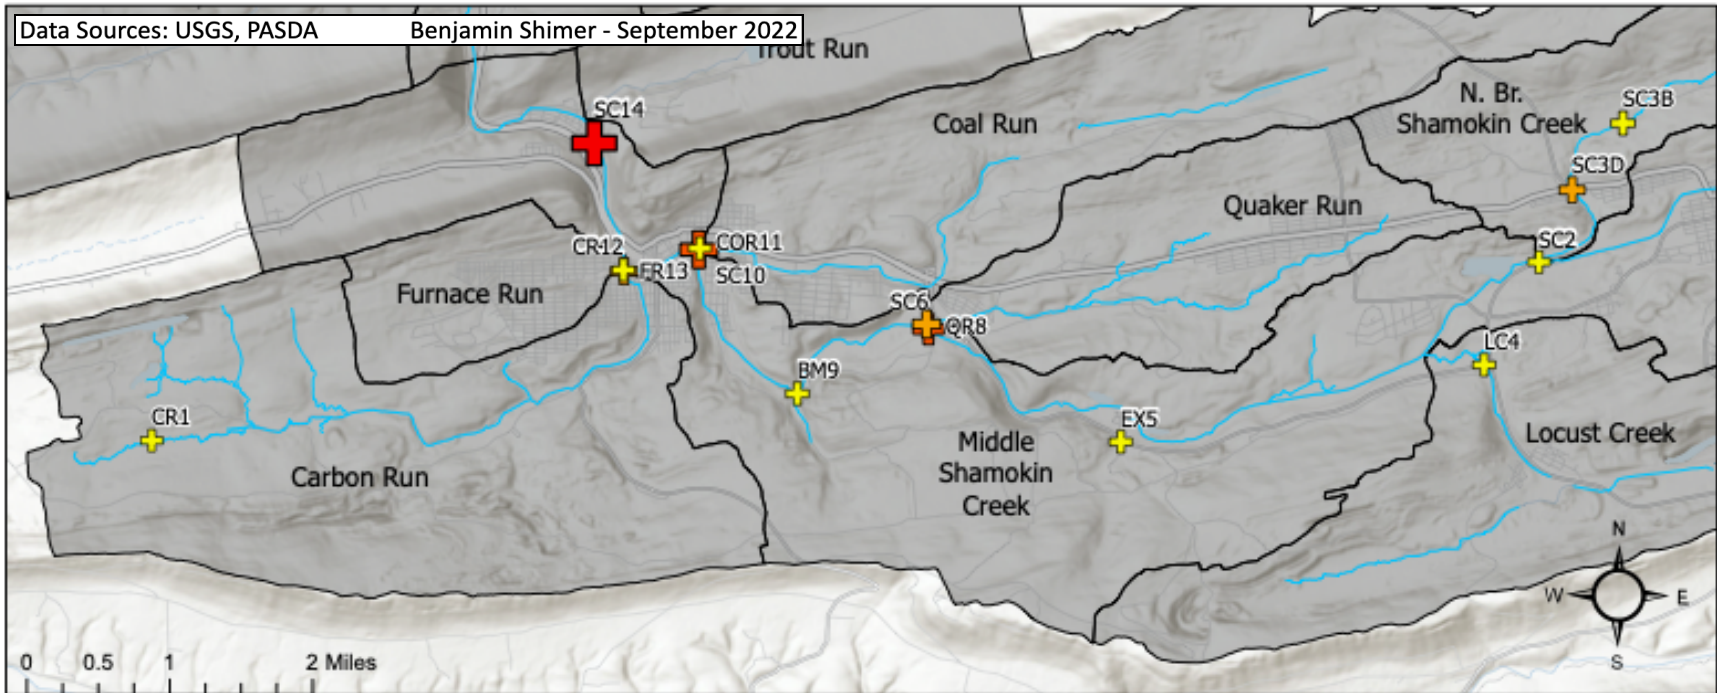 Data Sources: USGS, PASDA Benjamin Shimer - September 2022
Trout Run
SC14
Coal Run
N. Br.
Shamokin Creek
SC3B
SC3D
Quaker Run
SC2
CR12
FR13
COR11
SC10
Furnace Run
SC6
QR8
LC4
BM9
CR1
EX5
Carbon Run
Middle
Shamokin
Creek
Locust Creek
N
W
E
S
0 0.5 1 2 Miles